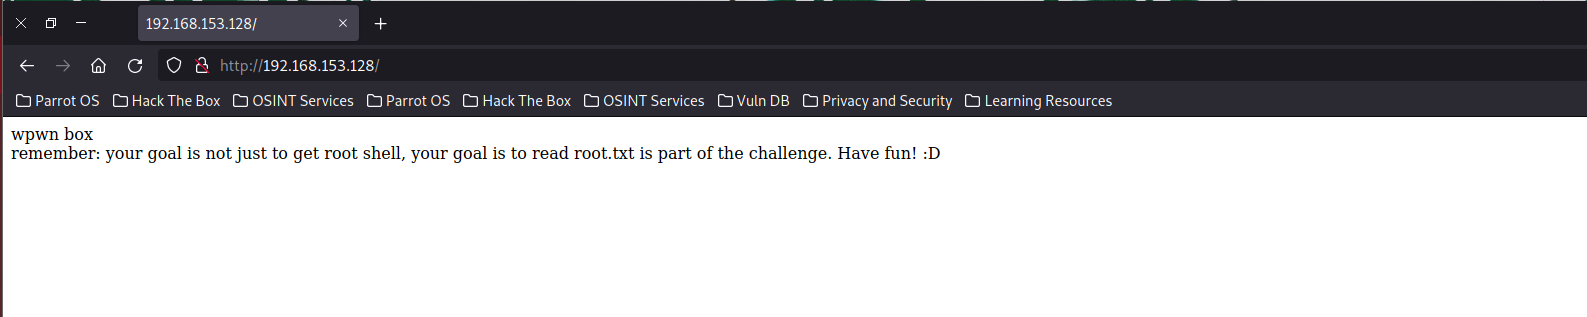 192.168.153.128/
http://192.168.153.128/
Parrot OS Hack The Box OSINT Services Parrot OS Hack The Box OSINT Services Vuln DB Privacy and Security Learning Resources
wpwn box
remember: your goal is not just to get root shell, your goal is to read root.txt is part of the challenge. Have fun! :D